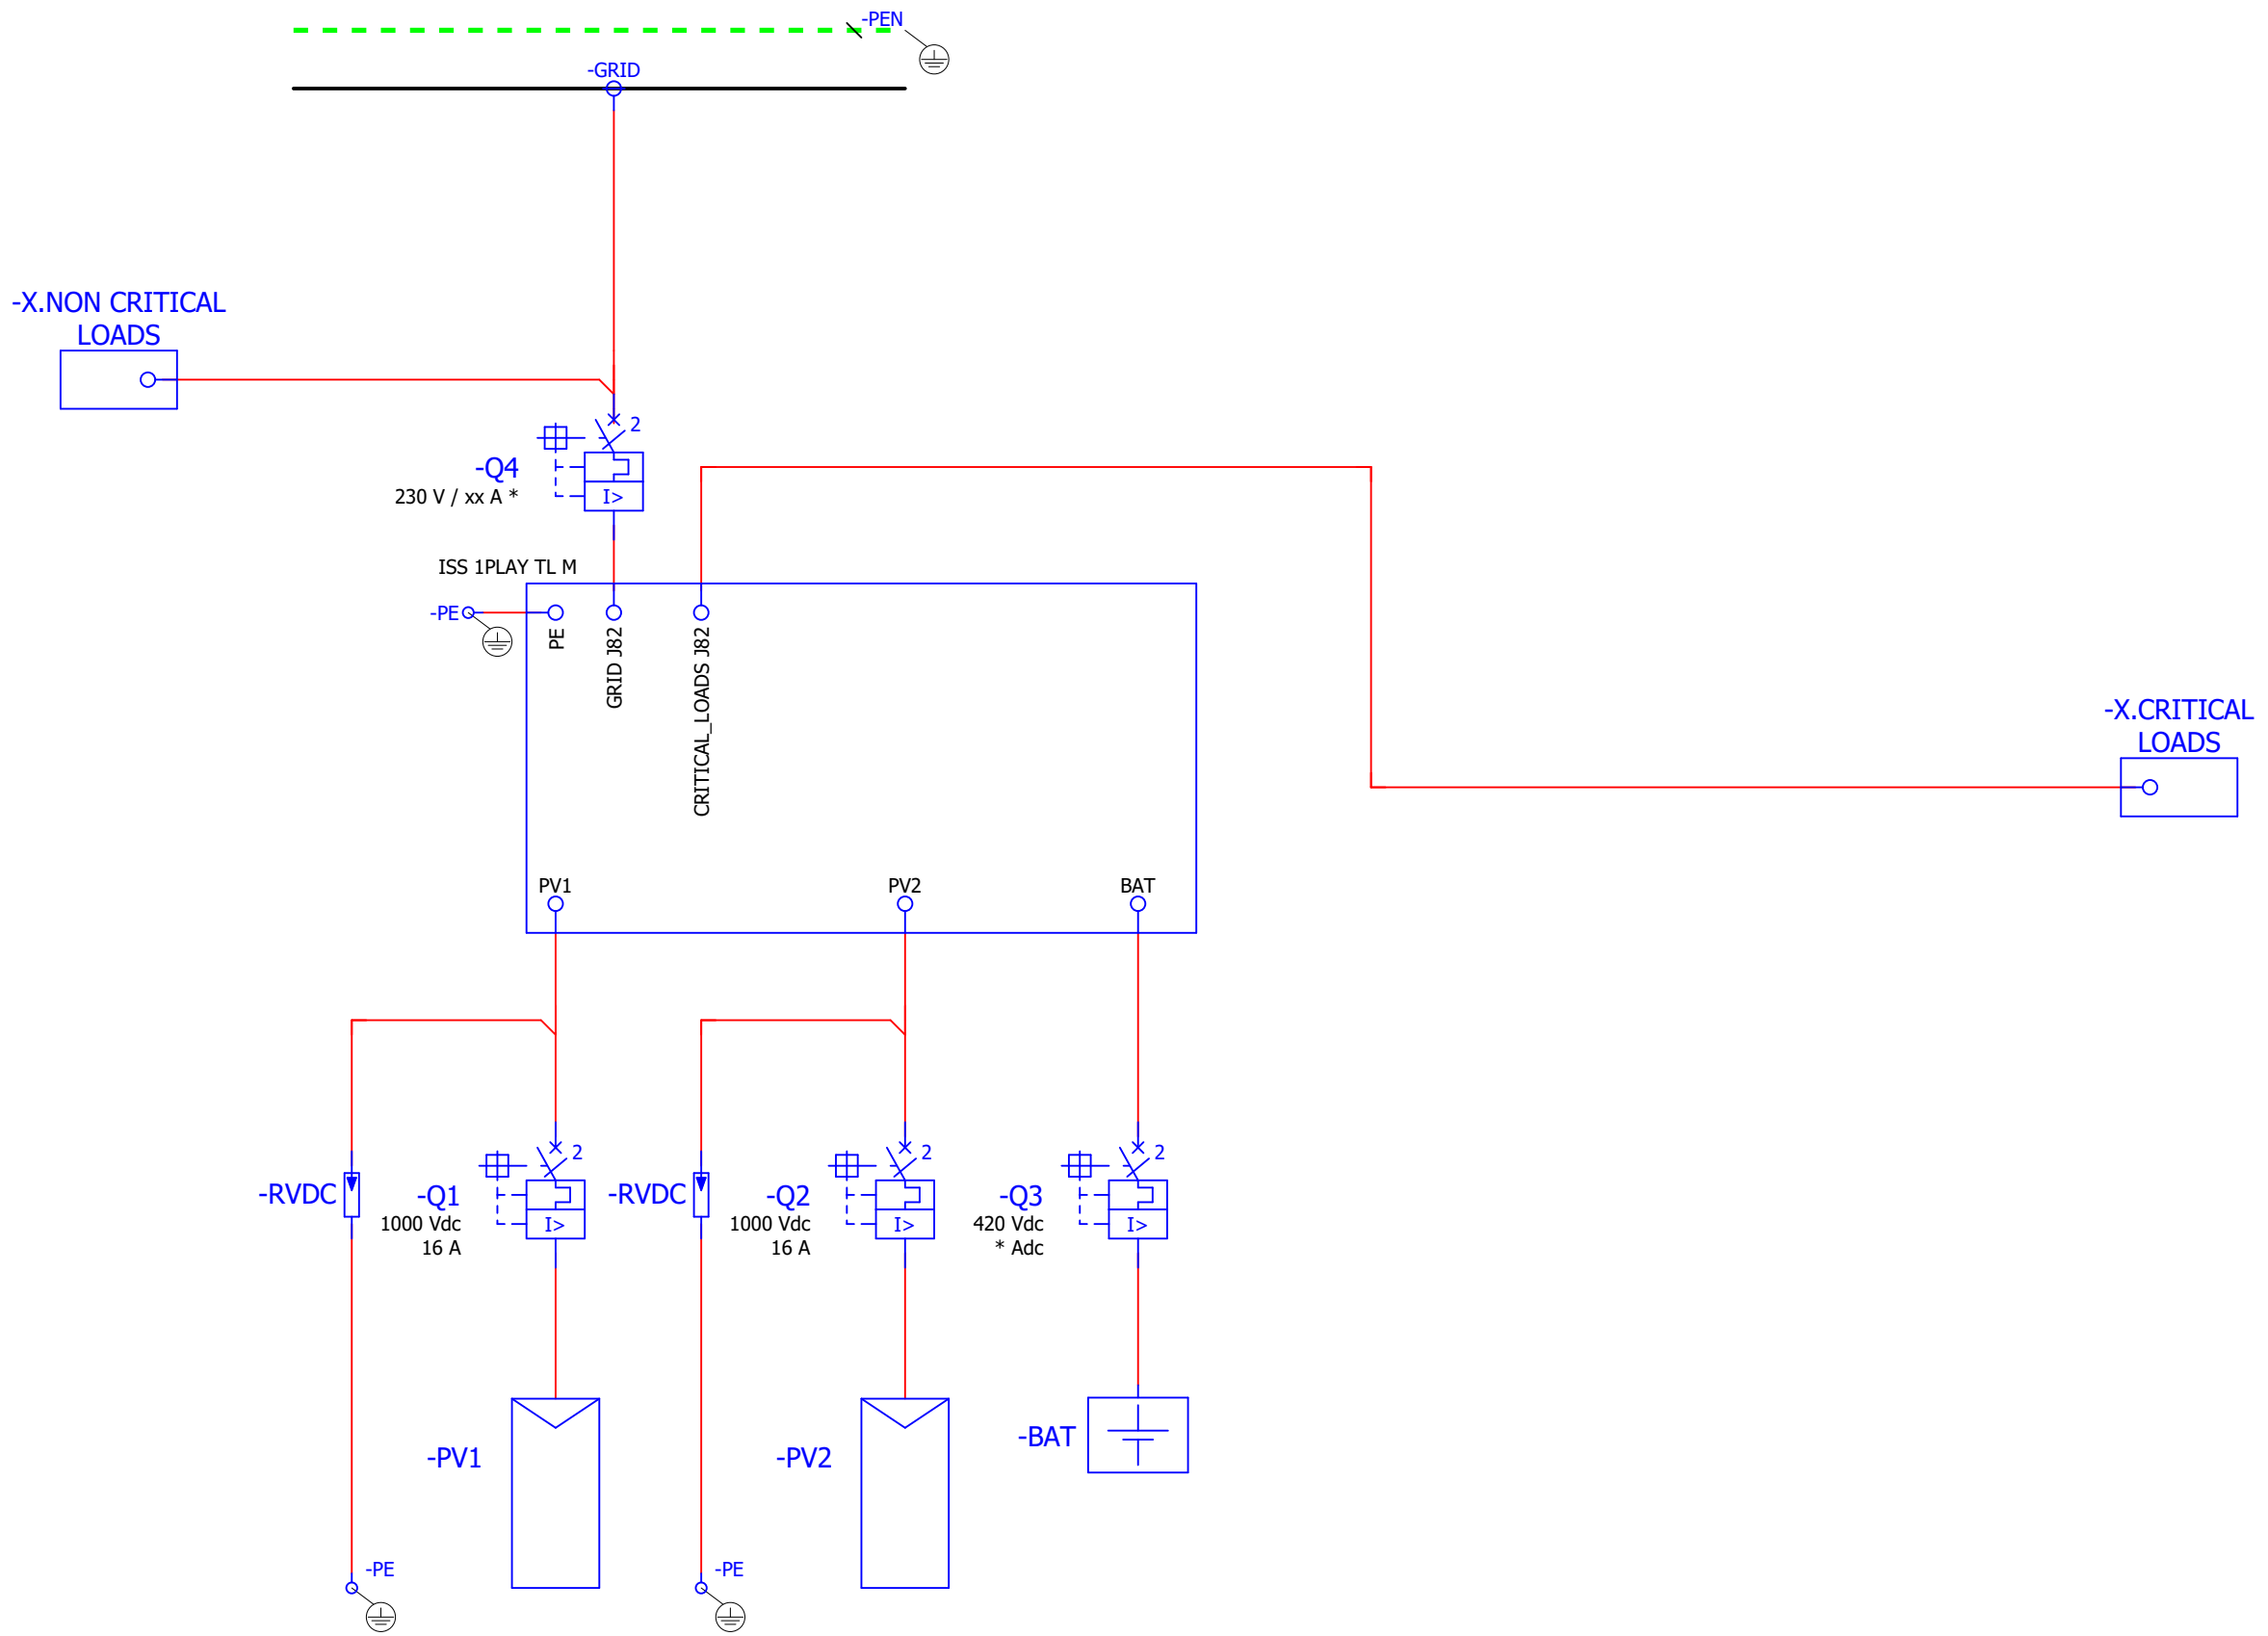 -PEN
-GRID
-X.NON CRITICAL
LOADS
2
-Q4
230 V / xx A *
I>
ISS 1PLAY TL M
-PE
PE
GRID J82
CRITICAL_LOADS J82
-X.CRITICAL
LOADS
PV1
PV2
BAT
2
2
2
-RVDC
-Q1
1000 Vdc
16 A
I>
-RVDC
-Q2
1000 Vdc
16 A
I>
-Q3
420 Vdc
* Adc
I>
-PV1
-PV2
-BAT
-PE
-PE